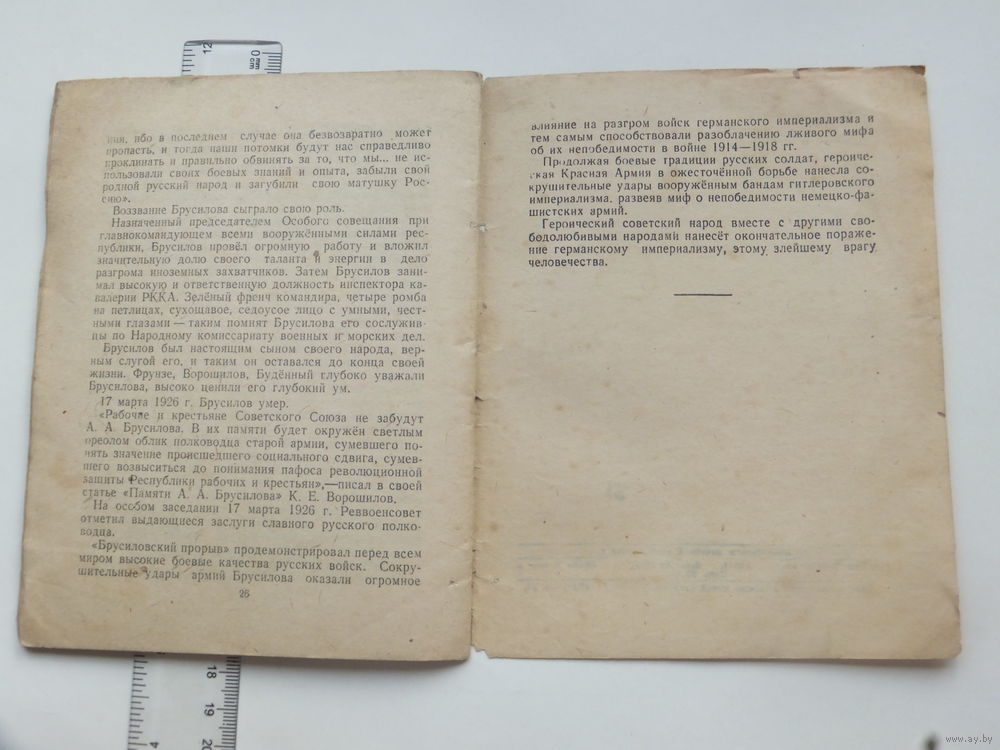 ибо в последнем случае она безвозвратно может
пропасть, и тогда наши потомки будут нас справедливо
проклинать и правильно обвинять за то, что мы... не ис-
пользовали своих боевых знаний и опыта, забыли свой
родной русский народ и загубили свою матушку Рос-
сию».
Воззвание Брусилова сыграло свою роль.
Назначенный председателем Особого совещания при
главнокомандующем всеми вооружёнными силами рес-
публики, Брусилов провёл огромную работу и вложил
значительную долю своего таланта и энергии в дело
разгрома иноземных захватчиков. Затем Брусилов зани-
мал высокую и ответственную должность инспектора ка-
валерии РККА. Зелёный френч командира, четыре ромба
на петлицах, сухощавое, седоусое лицо с умными, чест-
ными глазами — таким помнят Брусилова его сослужив-
цы по Народному комиссариату военных и морских дел.
Брусилов был настоящим сыном своего народа, вер-
ным слугой его, и таким он оставался до конца своей
жизни. Фрунзе, Ворошилов, Будённый глубоко уважали
Брусилова, высоко ценили его глубокий ум.
17 марта 1926 г. Брусилов умер.
«Рабочие и крестьяне Советского Союза не забудут
А. А. Брусилова. В их памяти будет окружён светлым
ореолом облик полководца старой армии, сумевшего по-
нять значение происшедшего социального сдвига, сумев-
шего возвыситься до понимания пафоса революционной
защиты Республики рабочих и крестьян»,—писал в своей
статье «Памяти А. А. Брусилова» К. Е. Ворошилов.
На особом заседании 17 марта 1926 г. Реввоенсовет
отметил выдающиеся заслуги славного русского полко-
водца.
«Брусиловский прорыв» продемонстрировал перед всем
миром высокие боевые качества русских войск. Сокру-
шительные удары армий Брусилова оказали огромное
26
влияние на разгром войск германского империализма и
тем самым способствовали разоблачению лживого мифа
об их непобедимости в войне 1914—1918 гг.
Продолжая боевые традиции русских солдат, героиче-
ская Красная Армия в ожесточённой борьбе нанесла со-
крушительные удары вооружённым бандам гитлеровского
империализма. развеяв миф о непобедимости немецко-фа-
шистских армий.
Героический советский народ вместе с другими сво-
бодолюбивыми народами нанесёт окончательное пораже-
ние германскому империализму, этому злейшему врагу
человечества.
12
0 mm
cm
18
19
20
4
www.ay.by